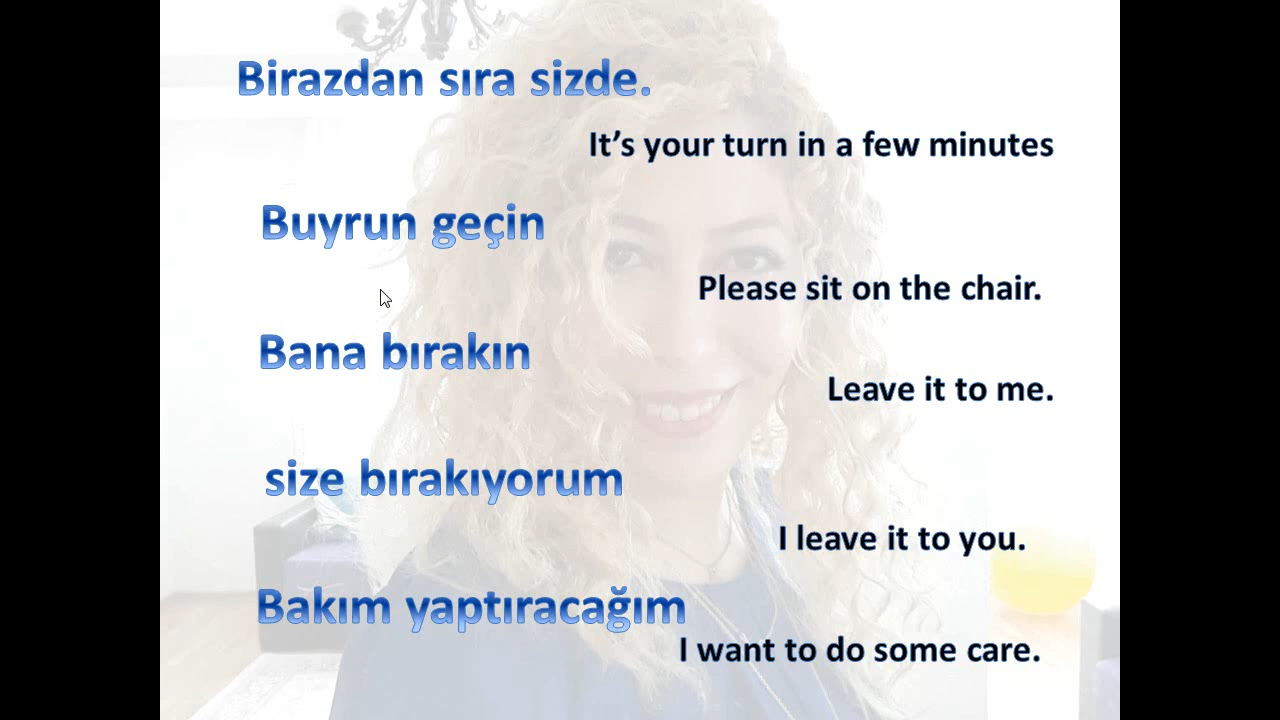 Birazdan sıra sizde.
It’s your turn in a few minutes
Buyrun geçin
Please sit on the chair.
Bana bırakın
Leave it to me.
size bırakıyorum
I leave it to you.
Bakım yaptıracağım
I want to do some care.